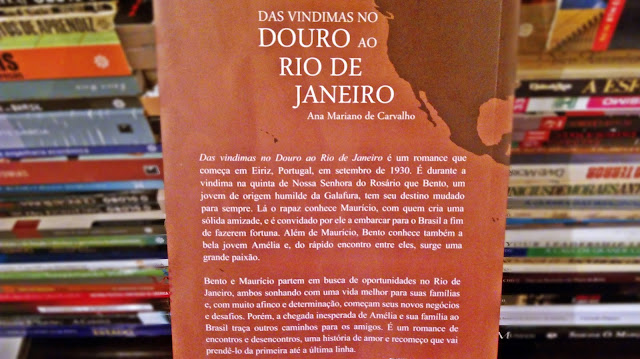 DAS VINDIMAS NO
DOURO AO
RIO DE
JANEIRO
Ana Mariano de Carvalho
Das vindimas no Douro ao Rio de Janeiro é um romance que
começa em Eiriz, Portugal, em setembro de 1930. É durante a
vindima na quinta de Nossa Senhora do Rosário que Bento, um
jovem de origem humilde da Galafura, tem seu destino mudado
para sempre. Lá o rapaz conhece Maurício, com quem cria uma
sólida amizade, e é convidado por ele a embarcar para o Brasil a fim
de fazerem fortuna. Além de Maurício, Bento conhece também a
bela jovem Amélia e, do rápido encontro entre eles, surge uma
grande paixão.
Bento e Maurício partem em busca de oportunidades no Rio de
Janeiro, ambos sonhando com uma vida melhor para suas famílias
e, com muito afinco e determinação, começam seus novos negócios
e desafios. Porém, a chegada inesperada de Amélia e sua família ao
Brasil traça outros caminhos para os amigos. É um romance de
encontros e desencontros, uma história de amor e recomeço que vai
prendê-lo da primeira até a última linha.